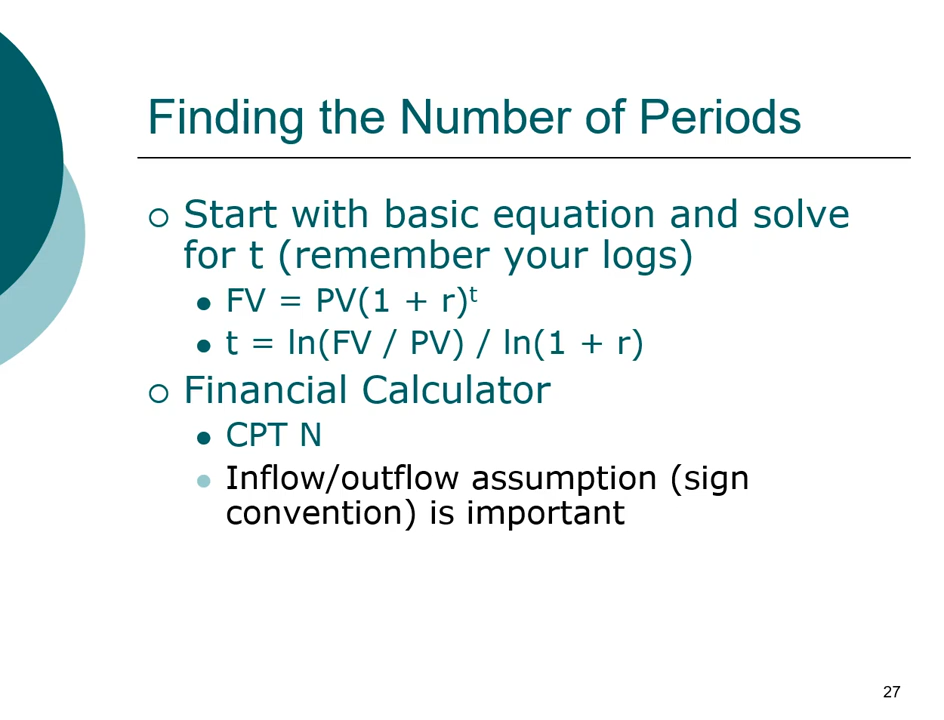 Finding the Number of Periods
Start with basic equation and solve
for t (remember your logs)
FV = PV(1 + r)ᵗ
t = ln(FV / PV) / ln(1 + r)
Financial Calculator
CPT N
Inflow/outflow assumption (sign
convention) is important
27